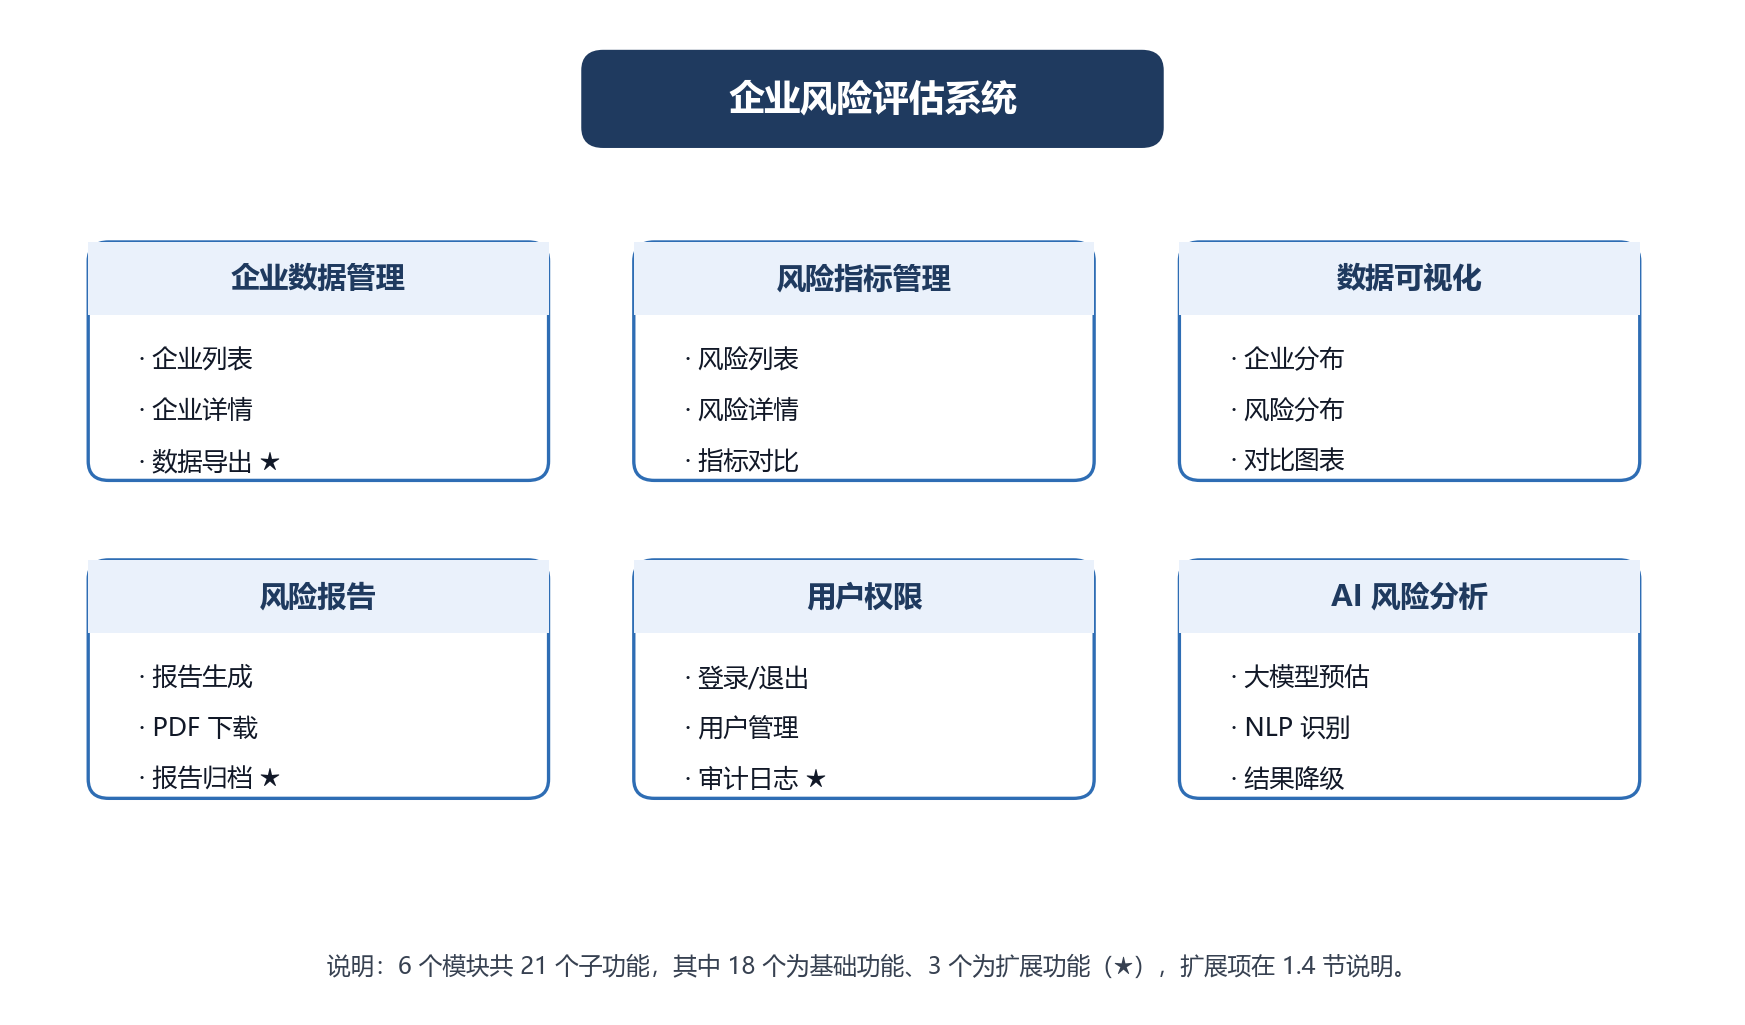 企业风险评估系统
企业数据管理
· 企业列表
· 企业详情
· 数据导出 ★
风险指标管理
· 风险列表
· 风险详情
· 指标对比
数据可视化
· 企业分布
· 风险分布
· 对比图表
风险报告
· 报告生成
· PDF 下载
· 报告归档 ★
用户权限
· 登录/退出
· 用户管理
· 审计日志 ★
AI 风险分析
· 大模型预估
· NLP 识别
· 结果降级
说明：6 个模块共 21 个子功能，其中 18 个为基础功能、3 个为扩展功能（★），扩展项在 1.4 节说明。